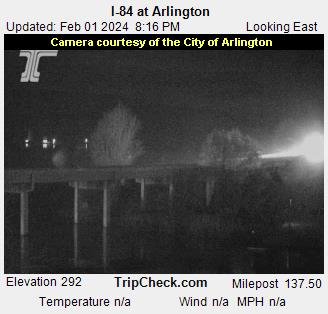 I-84 at Arlington
Updated: Feb 01 2024 8:16 PM Looking East
Camera courtesy of the City of Arlington
Elevation 292 TripCheck.com Milepost 137.50
Temperature n/a Wind n/a MPH n/a